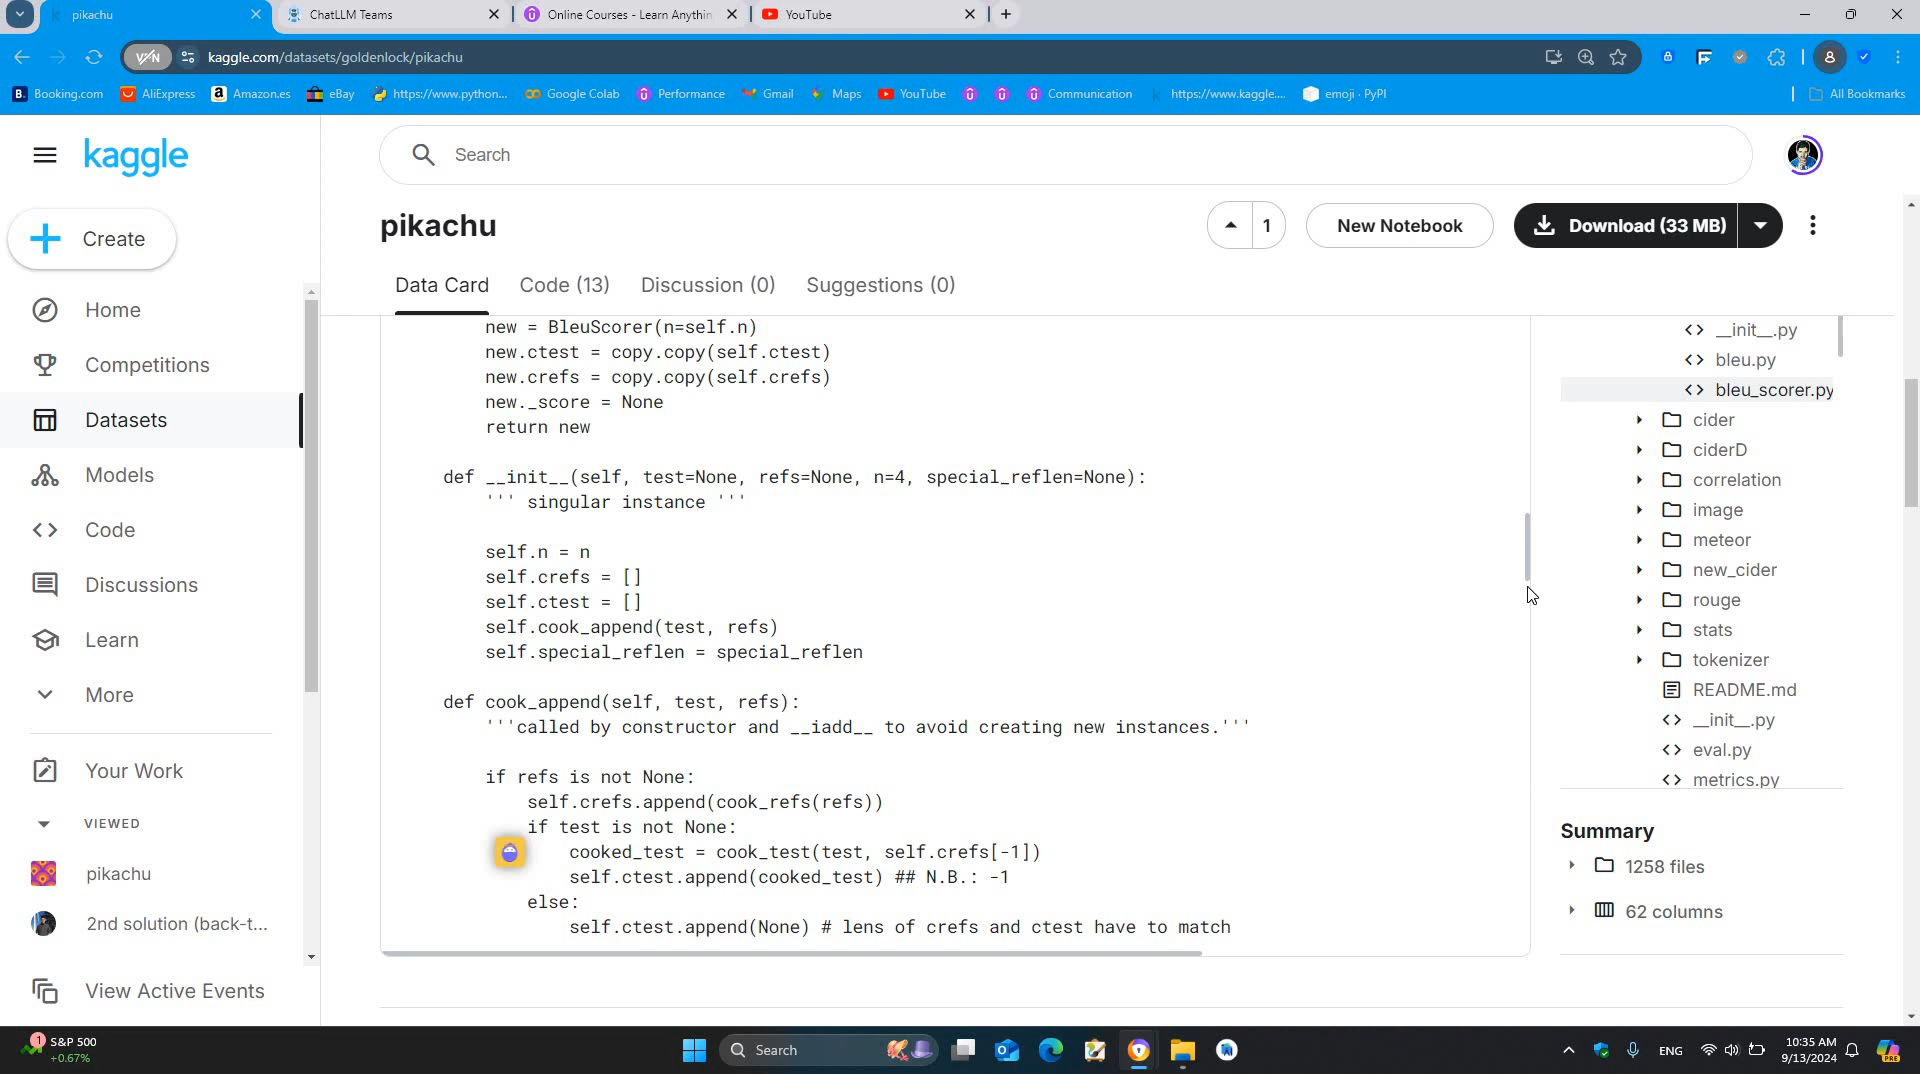 pikachu
ChatLLM Teams
Online Courses - Learn Anythin
YouTube
VPN
kaggle.com/datasets/goldenlock/pikachu
Booking.com
AliExpress
Amazon.es
eBay
https://www.python...
Google Colab
Performance
Gmail
Maps
YouTube
Communication
https://www.kaggle....
emoji · PyPI
All Bookmarks
kaggle
Search
Create
Home
Competitions
Datasets
Models
Code
Discussions
Learn
More
Your Work
VIEWED
pikachu
2nd solution (back-t...
View Active Events
pikachu
1
New Notebook
Download (33 MB)
Data Card
Code (13)
Discussion (0)
Suggestions (0)
new = BleuScorer(n=self.n)
new.ctest = copy.copy(self.ctest)
new.crefs = copy.copy(self.crefs)
new._score = None
return new
def __init__(self, test=None, refs=None, n=4, special_reflen=None):
''' singular instance '''
self.n = n
self.crefs = []
self.ctest = []
self.cook_append(test, refs)
self.special_reflen = special_reflen
def cook_append(self, test, refs):
'''called by constructor and __iadd__ to avoid creating new instances.'''
if refs is not None:
self.crefs.append(cook_refs(refs))
if test is not None:
cooked_test = cook_test(test, self.crefs[-1])
self.ctest.append(cooked_test) ## N.B.: -1
else:
self.ctest.append(None) # lens of crefs and ctest have to match
__init__.py
bleu.py
bleu_scorer.py
cider
ciderD
correlation
image
meteor
new_cider
rouge
stats
tokenizer
README.md
__init__.py
eval.py
metrics.py
Summary
1258 files
62 columns
1
S&P 500
+0.67%
Search
ENG
10:35 AM
9/13/2024
PRE